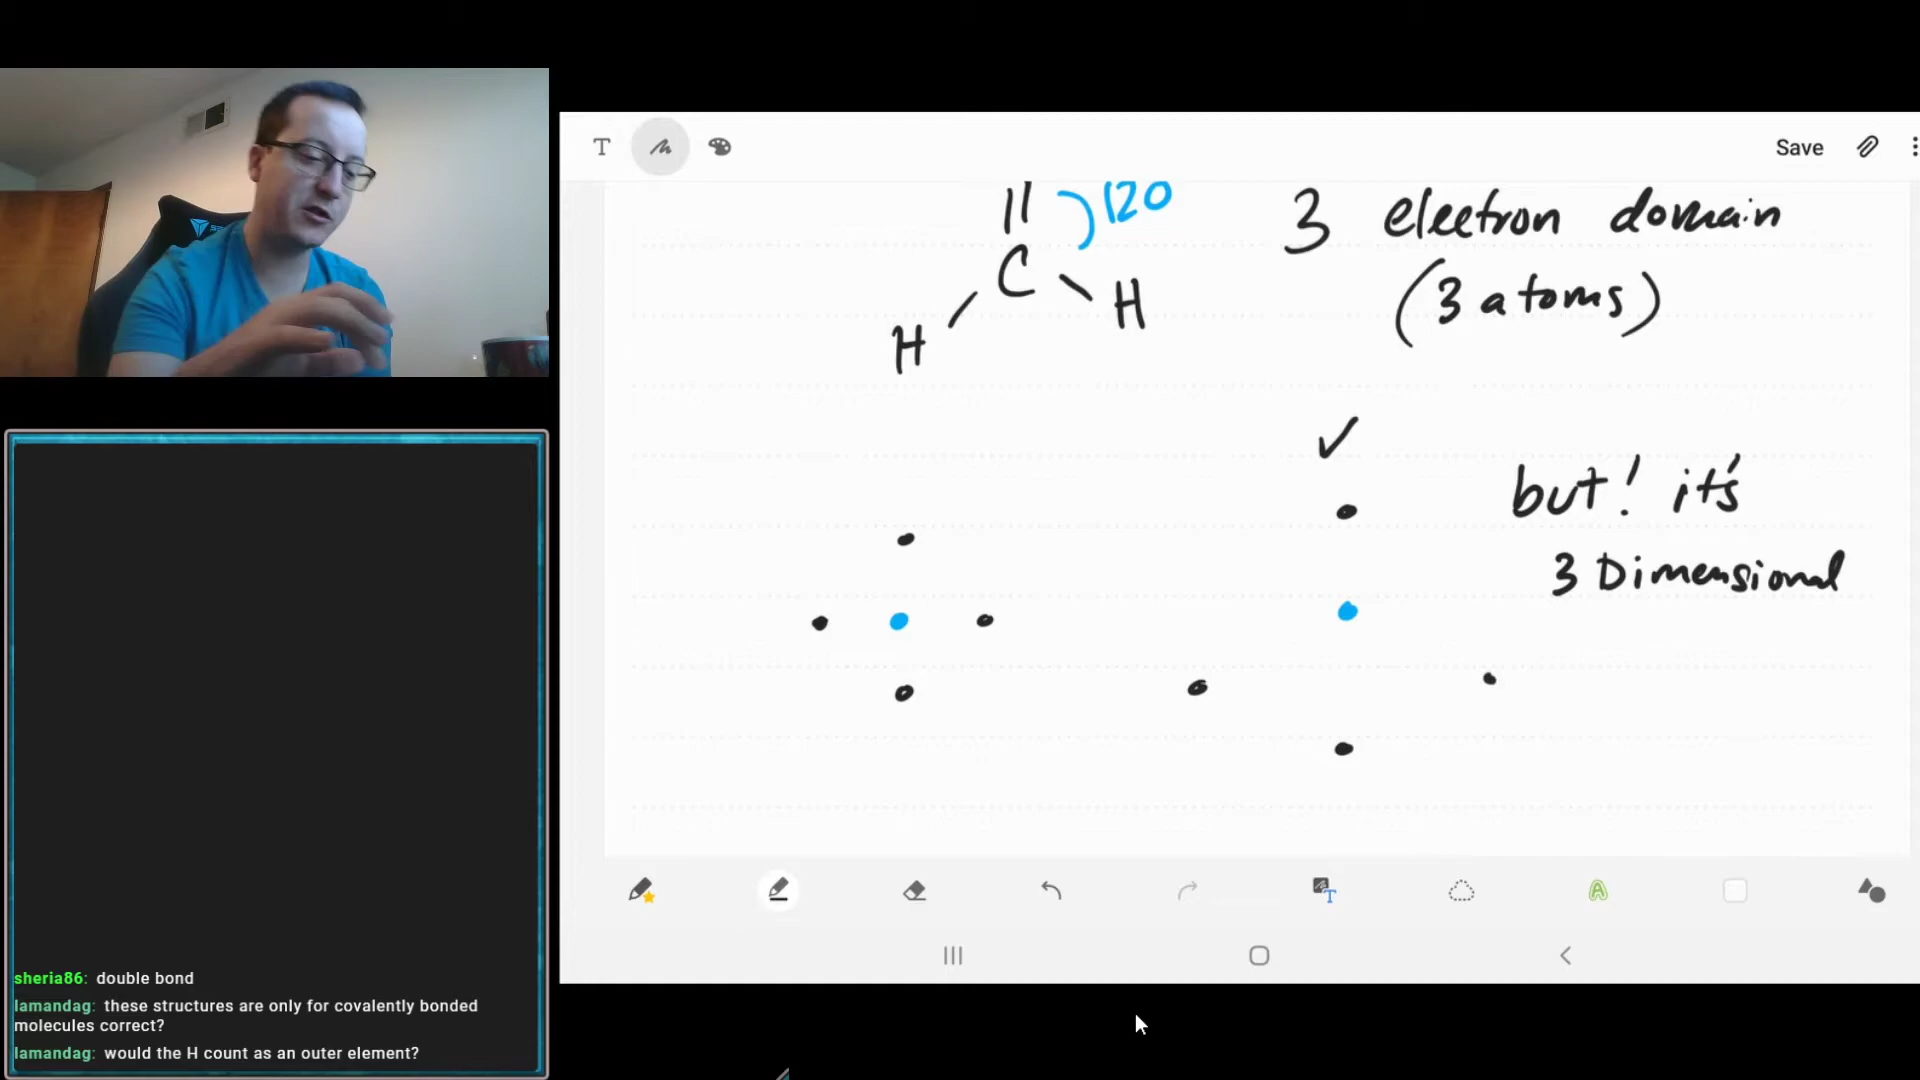 T
Save
|| 120
C
H
H
3 electron domain
(3 atoms)
but! it's
3 Dimensional
T
A
sheria86: double bond
lamandag: these structures are only for covalently bonded
molecules correct?
lamandag: would the H count as an outer element?